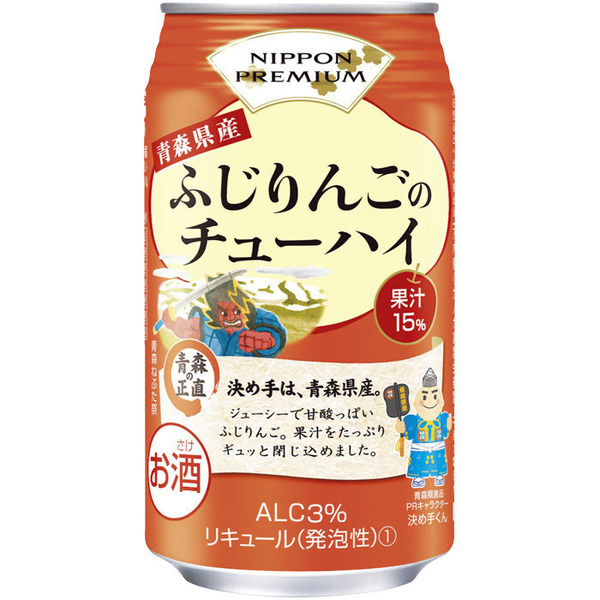 NIPPON
PREMIUM
青森県産
ふじりんごの
チューハイ
果汁
15%
青森の正直
決め手は、青森県産。
ジューシーで甘酸っぱい
ふじりんご。果汁をたっぷり
ギュッと閉じ込めました。
青森ねぶた祭
さけ
お酒
青森県産品
PRキャラクター
決め手くん
ALC3%
リキュール(発泡性)①